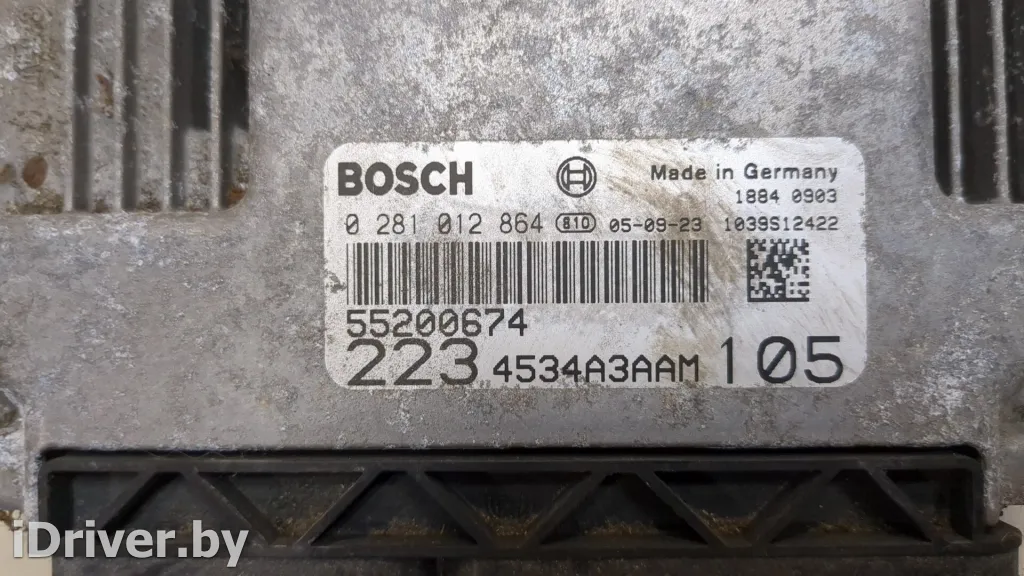 BOSCH
Made in Germany
1884 0903
0 281 012 864 810 05-09-23 1039S12422
55200674
223 4534A3AAM 105
iDriver.by